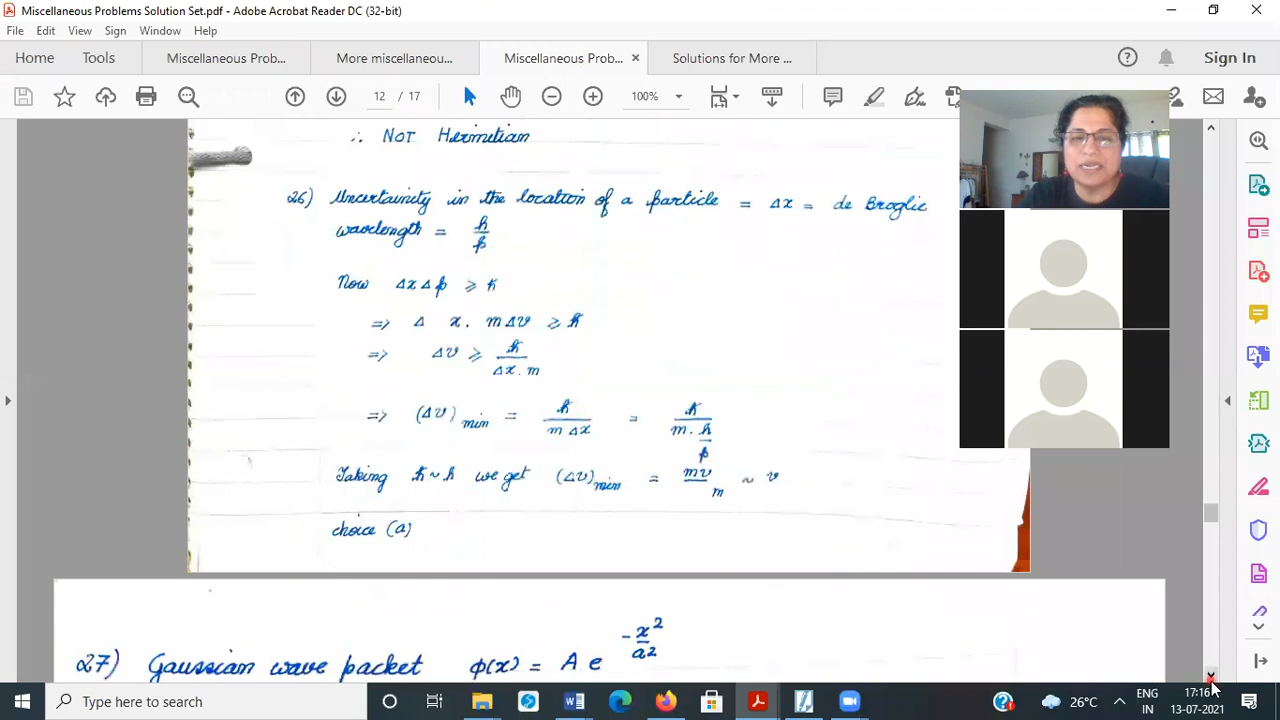 Miscellaneous Problems Solution Set.pdf - Adobe Acrobat Reader DC (32-bit)
File Edit View Sign Window Help
Home Tools Miscellaneous Prob... More miscellanou... Miscellaneous Prob... × Solutions for More ... Sign In
12 / 17 100%
∴ NOT Hermitian
26) Uncertainity in the location of a particle = Δx = de Broglie
wavelength = h/p
Now Δx Δp ≥ ħ
⇒ Δ x. mΔv ≥ ħ
⇒ Δv ≥ ħ/Δx.m
⇒ (Δv)min = ħ/m Δx = ħ/m.h/p
Taking ħ ~ h we get (Δv)min = mv/m ~ v
choice (a)
27) Gaussian wave packet φ(x) = A e^-x²/a²
Type here to search
26°C
ENG
IN
17:16
13-07-2021